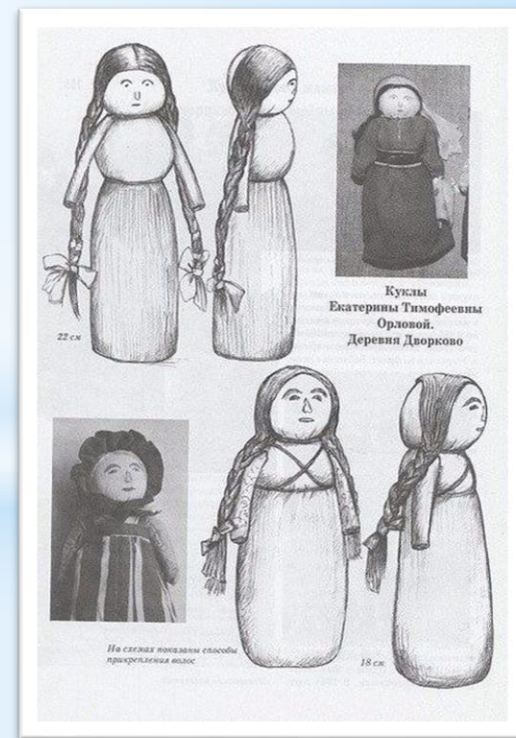 22 см
Куклы
Екатерины Тимофеевны
Орловой.
Деревня Дворково
На схемах показаны способы
прикрепления волос
18 см